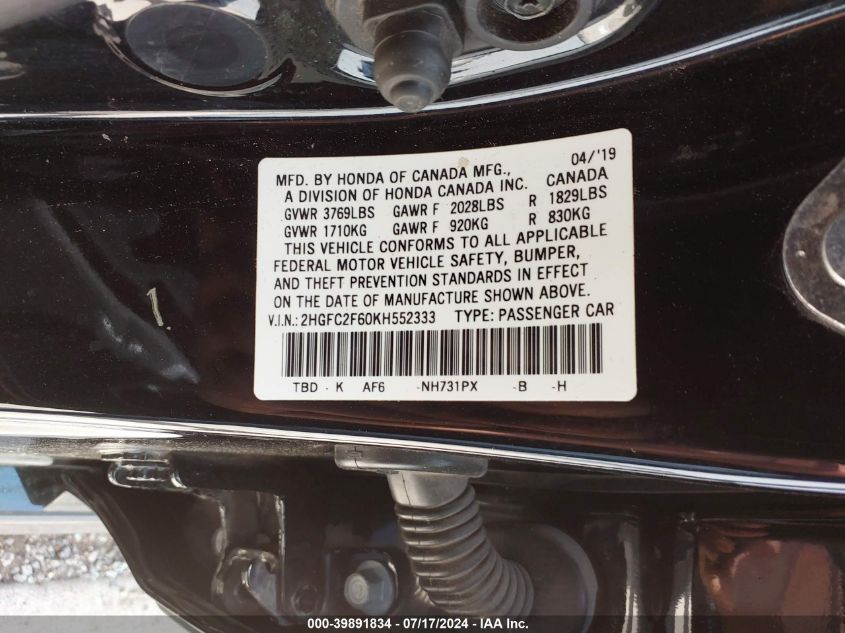 MFD. BY HONDA OF CANADA MFG., 04/'19
A DIVISION OF HONDA CANADA INC. CANADA
GVWR 3769LBS GAWR F 2028LBS R 1829LBS
GVWR 1710KG GAWR F 920KG R 830KG
THIS VEHICLE CONFORMS TO ALL APPLICABLE
FEDERAL MOTOR VEHICLE SAFETY, BUMPER,
AND THEFT PREVENTION STANDARDS IN EFFECT
ON THE DATE OF MANUFACTURE SHOWN ABOVE.
V.I.N.: 2HGFC2F60KH552333 TYPE: PASSENGER CAR
TBD - K AF6 -NH731PX -B -H
000-39891834 - 07/17/2024 - IAA Inc.